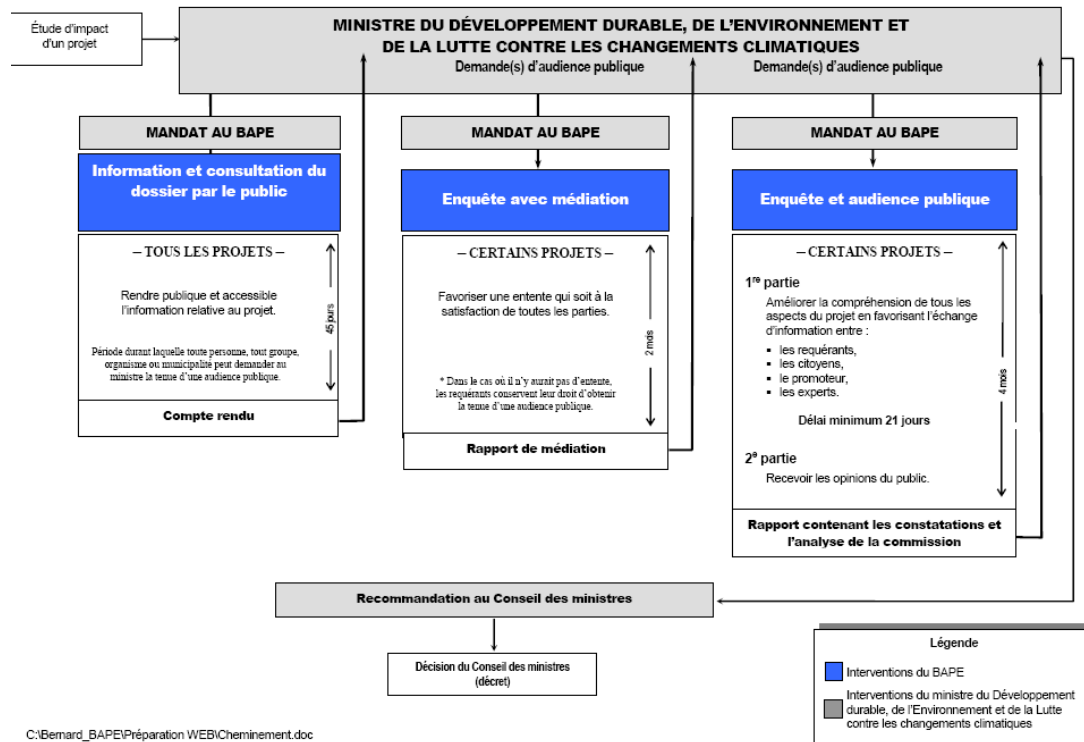 Étude d'impact
d'un projet
MINISTRE DU DÉVELOPPEMENT DURABLE, DE L'ENVIRONNEMENT ET
DE LA LUTTE CONTRE LES CHANGEMENTS CLIMATIQUES
Demande(s) d'audience publique
Demande(s) d'audience publique
MANDAT AU BAPE
Information et consultation du
dossier par le public
– TOUS LES PROJETS –
Rendre publique et accessible
l'information relative au projet.
Période durant laquelle toute personne, tout groupe,
organisme ou municipalité peut demander au
ministre la tenue d'une audience publique.
45 jours
Compte rendu
MANDAT AU BAPE
Enquête avec médiation
– CERTAINS PROJETS –
Favoriser une entente qui soit à la
satisfaction de toutes les parties.
* Dans le cas où il n'y aurait pas d'entente,
les requérants conservent leur droit d'obtenir
la tenue d'une audience publique.
2 mois
Rapport de médiation
MANDAT AU BAPE
Enquête et audience publique
– CERTAINS PROJETS –
1re partie
Améliorer la compréhension de tous les
aspects du projet en favorisant l'échange
d'information entre :
▪ les requérants,
▪ les citoyens,
▪ le promoteur,
▪ les experts.
Délai minimum 21 jours
2e partie
Recevoir les opinions du public.
4 mois
Rapport contenant les constatations et
l'analyse de la commission
Recommandation au Conseil des ministres
Décision du Conseil des ministres
(décret)
Légende
Interventions du BAPE
Interventions du ministre du Développement
durable, de l'Environnement et de la Lutte
contre les changements climatiques
C:\Bernard_BAPE\Préparation WEB\Cheminement.doc